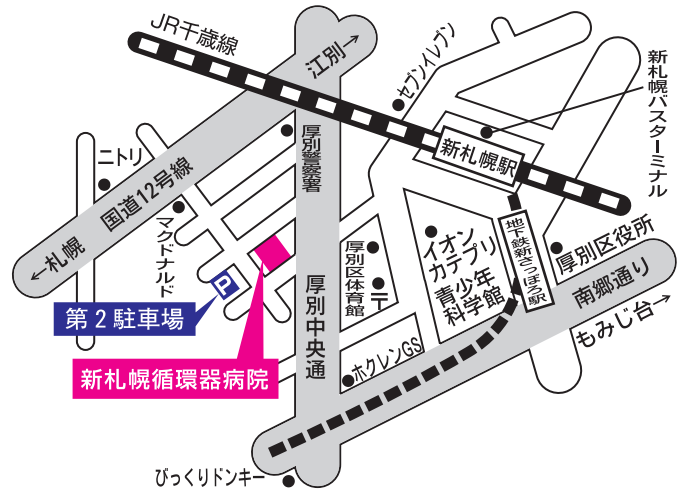 JR千歳線
江別→
セブンイレブン
新札幌バスターミナル
新札幌駅
厚別警察署
ニトリ
国道12号線
←札幌
マクドナルド
地下鉄新さっぽろ駅
厚別区役所
南郷通り
もみじ台→
イオン
カテプリ
青少年
科学館
厚別区体育館
〒
厚別中央通
P
第2駐車場
新札幌循環器病院
ホクレンGS
びっくりドンキー